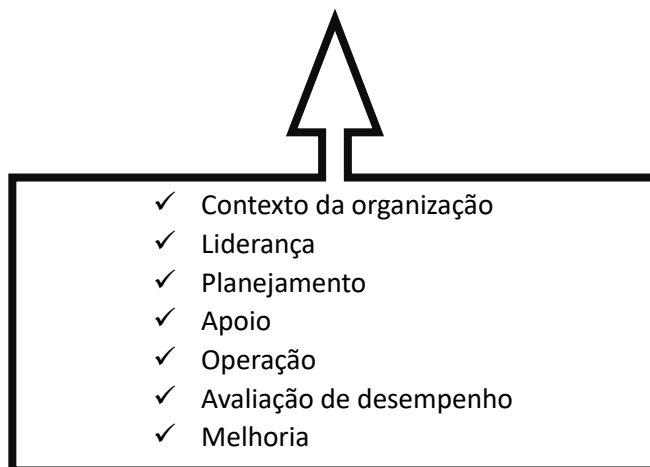 ✓ Contexto da organização
✓ Liderança
✓ Planejamento
✓ Apoio
✓ Operação
✓ Avaliação de desempenho
✓ Melhoria